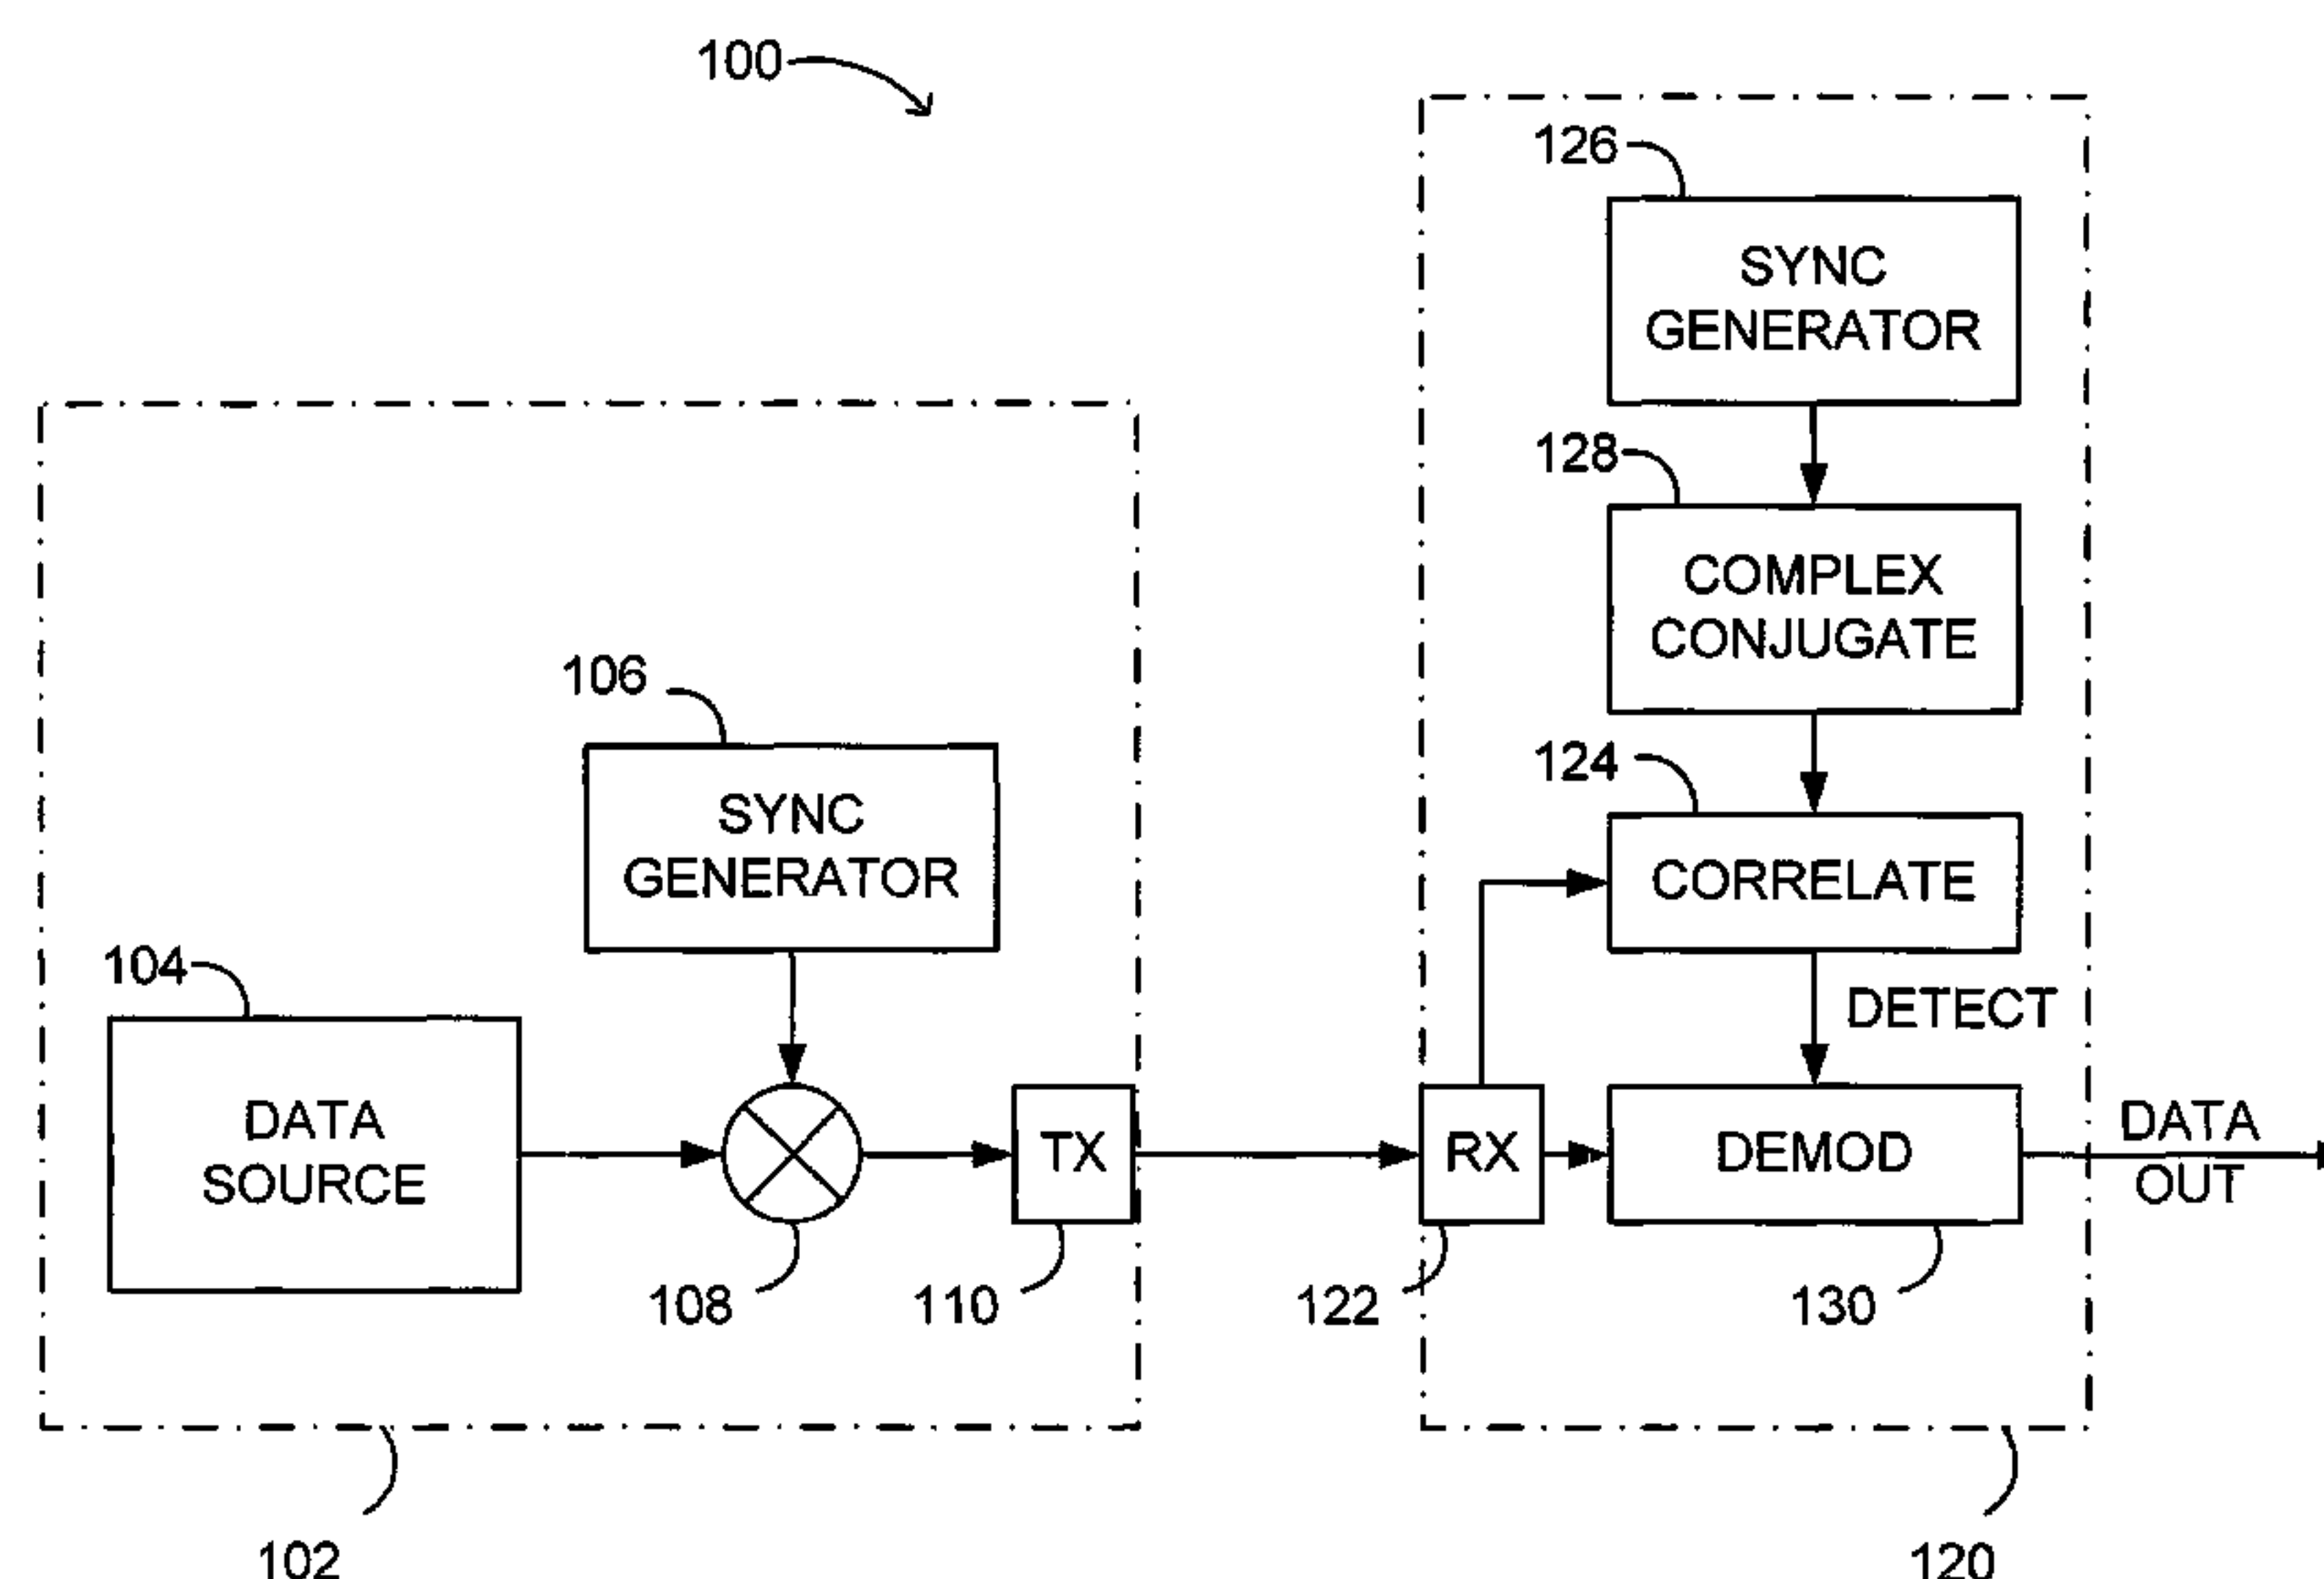 100
126
SYNC
GENERATOR
128
COMPLEX
CONJUGATE
106
SYNC
GENERATOR
124
CORRELATE
104
DETECT
DATA
SOURCE
TX
RX
DEMOD
DATA
OUT
108
110
122
130
102
120